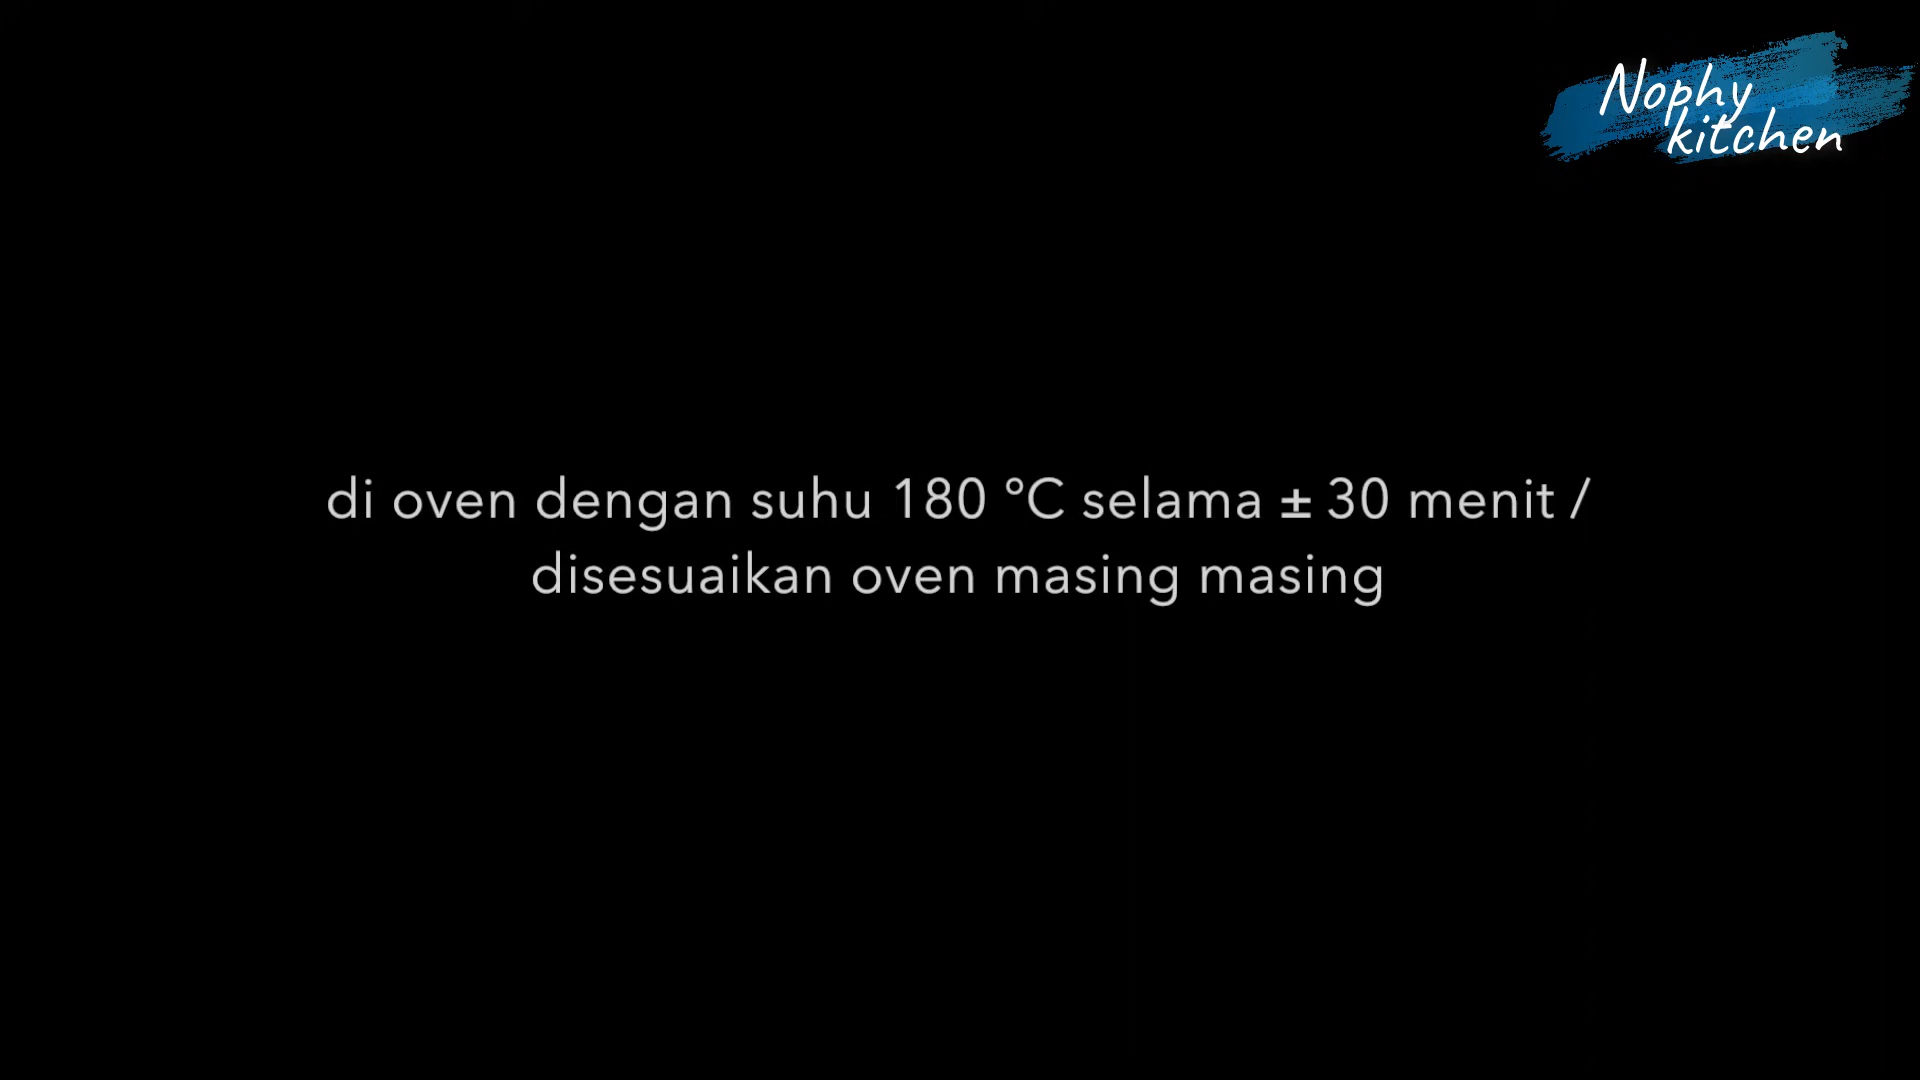 Nophy
kitchen
di oven dengan suhu 180 °C selama ± 30 menit /
disesuaikan oven masing masing